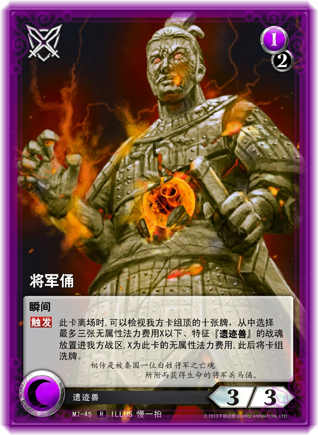 I
2
将军俑
瞬间
触发 此卡离场时,可以检视我方卡组顶的十张牌，从中选择
最多三张无属性法力费用X以下、特征『遗迹兽』的战魂
放置进我方战区,X为此卡的无属性法力费用.此后将卡组
洗牌。
相传是被秦国一位白姓将军之亡魂
所附而获得生命的将军兵马俑。
遗迹兽
3 / 3
MJ-45 R ILLUS 慢一拍